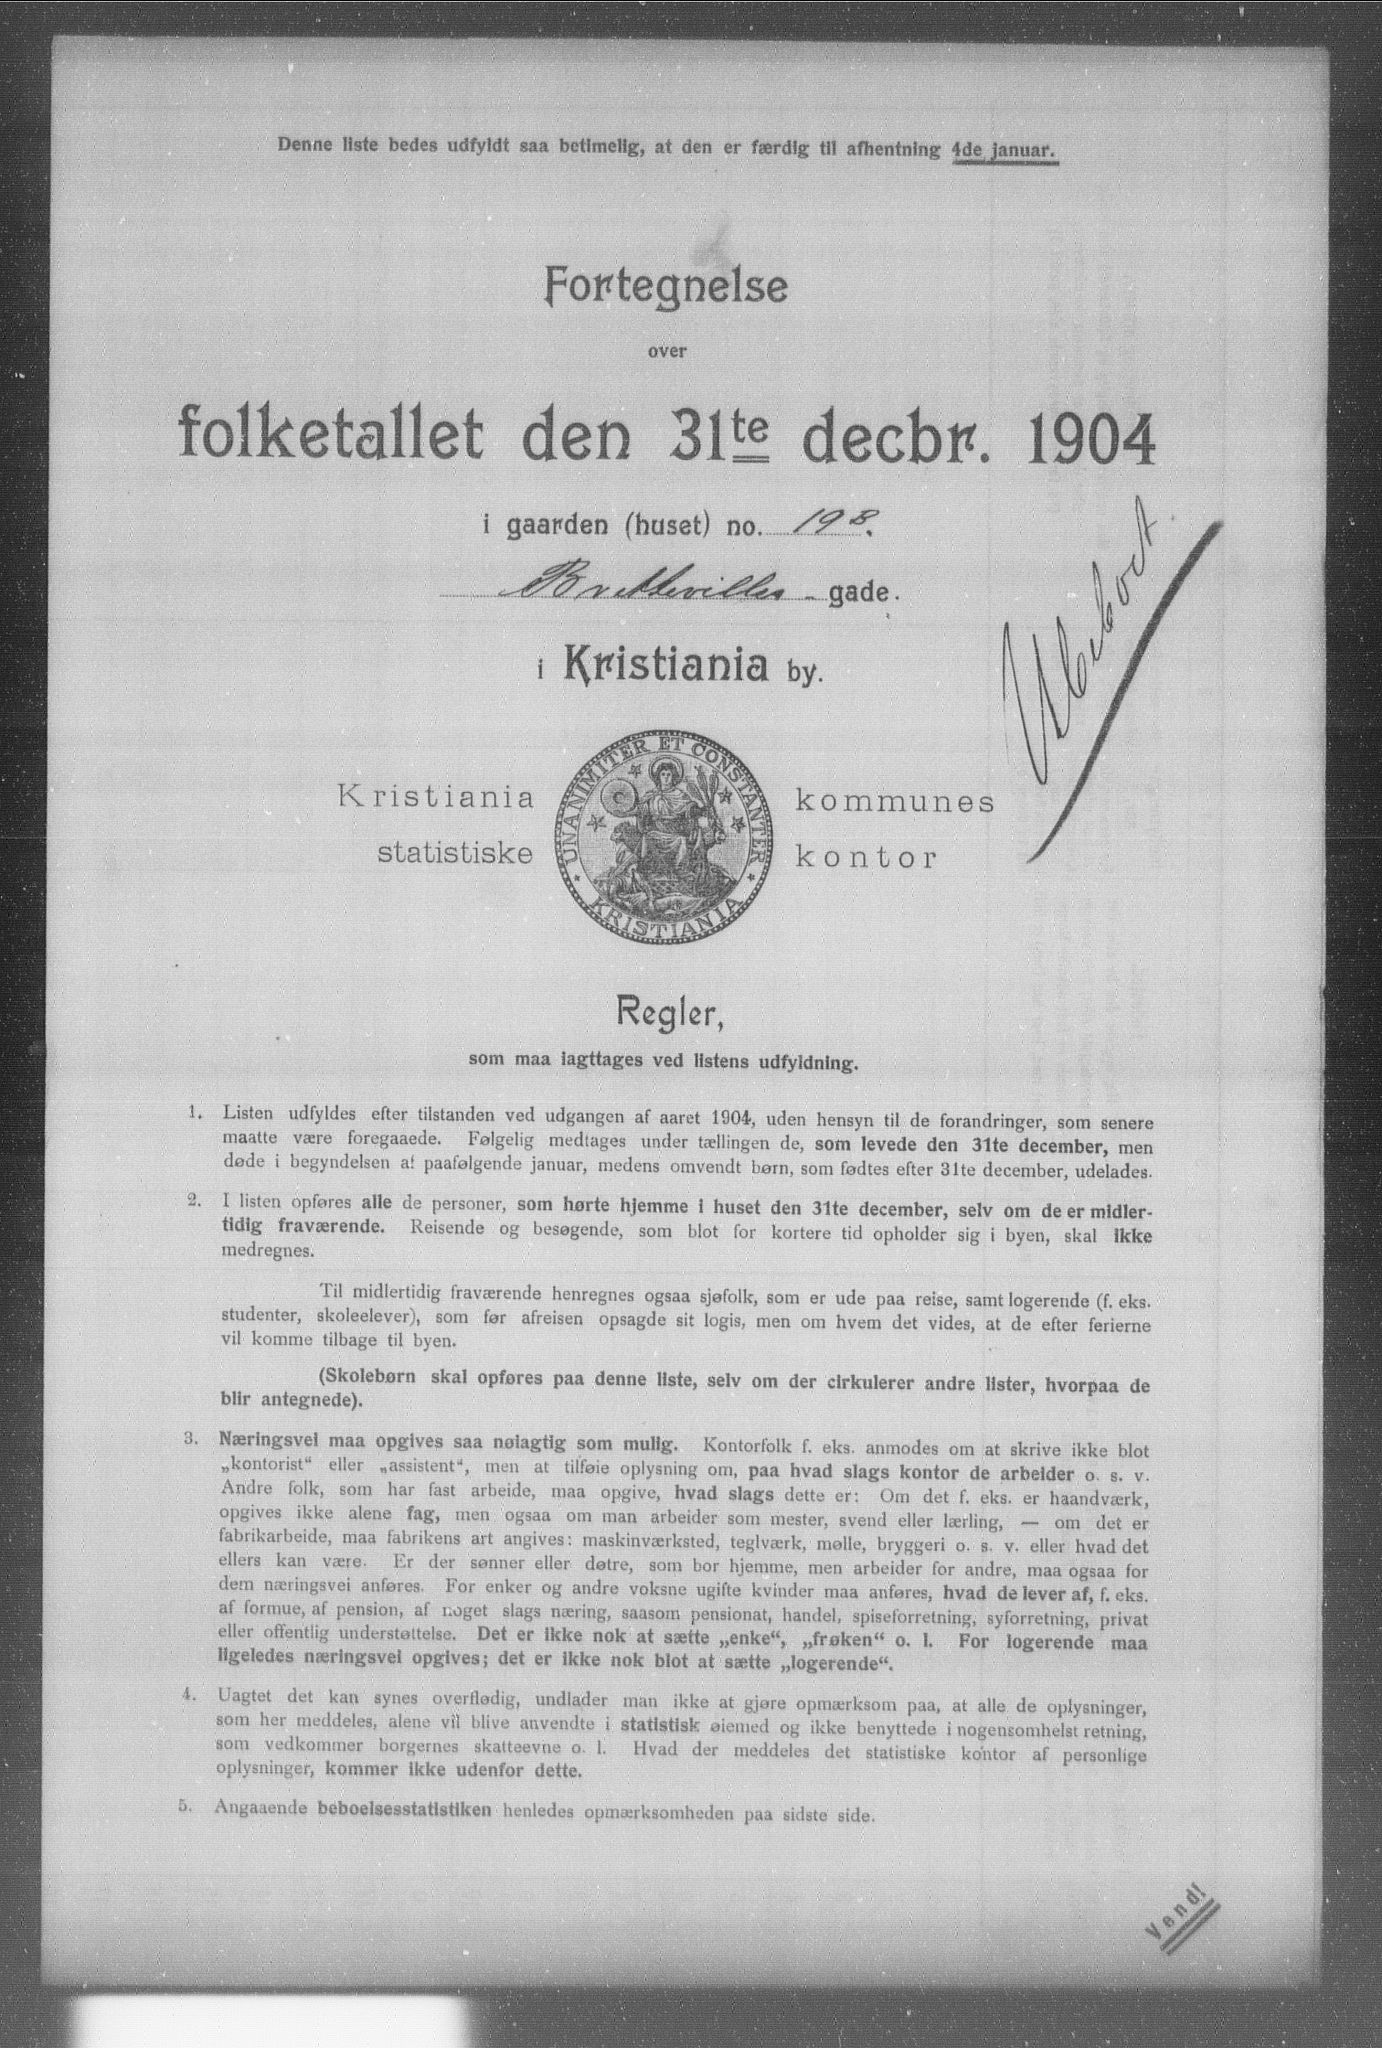 Denne liste bedes udfyldt saa betimelig, at den er færdig til afhentning 4de januar.
Fortegnelse
over
folketallet den 31te decbr. 1904
i gaarden (huset) no. 19 B.
Brettevilles - gade.
i Kristiania by.
Ubeboet
Kristiania kommunes
statistiske kontor
UNANIMITER ET CONSTANTER
KRISTIANIA
Regler,
som maa iagttages ved listens udfyldning.
1. Listen udfyldes efter tilstanden ved udgangen af aaret 1904, uden hensyn til de forandringer, som senere
maatte være foregaaede. Følgelig medtages under tællingen de, som levede den 31te december, men
døde i begyndelsen af paafølgende januar, medens omvendt børn, som fødtes efter 31te december, udelades.
2. I listen opføres alle de personer, som hørte hjemme i huset den 31te december, selv om de er midler-
tidig fraværende. Reisende og besøgende, som blot for kortere tid opholder sig i byen, skal ikke
medregnes.
Til midlertidig fraværende henregnes ogsaa sjøfolk, som er ude paa reise, samt logerende (f. eks.
studenter, skoleelever), som før afreisen opsagde sit logis, men om hvem det vides, at de efter ferierne
vil komme tilbage til byen.
(Skolebørn skal opføres paa denne liste, selv om der cirkulerer andre lister, hvorpaa de
blir antegnede).
3. Næringsvei maa opgives saa nøiagtig som mulig. Kontorfolk f. eks. anmodes om at skrive ikke blot
„kontorist“ eller „assistent“, men at tilføie oplysning om, paa hvad slags kontor de arbeider o. s. v.
Andre folk, som har fast arbeide, maa opgive, hvad slags dette er: Om det f. eks. er haandværk,
opgives ikke alene fag, men ogsaa om man arbeider som mester, svend eller lærling, — om det er
fabrikarbeide, maa fabrikens art angives: maskinværksted, teglværk, mølle, bryggeri o. s. v. eller hvad det
ellers kan være. Er der sønner eller døtre, som bor hjemme, men arbeider for andre, maa ogsaa for
dem næringsvei anføres. For enker og andre voksne ugifte kvinder maa anføres, hvad de lever af, f. eks.
af formue, af pension, af noget slags næring, saasom pensionat, handel, spiseforretning, syforretning, privat
eller offentlig understøttelse. Det er ikke nok at sætte „enke“, „frøken“ o. l. For logerende maa
ligeledes næringsvei opgives; det er ikke nok blot at sætte „logerende“.
4. Uagtet det kan synes overflødig, undlader man ikke at gjøre opmærksom paa, at alle de oplysninger,
som her meddeles, alene vil blive anvendte i statistisk øiemed og ikke benyttede i nogensomhelst retning,
som vedkommer borgernes skatteevne o. l. Hvad der meddeles det statistiske kontor af personlige
oplysninger, kommer ikke udenfor dette.
5. Angaaende beboelsesstatistiken henledes opmærksomheden paa sidste side.
Vend!